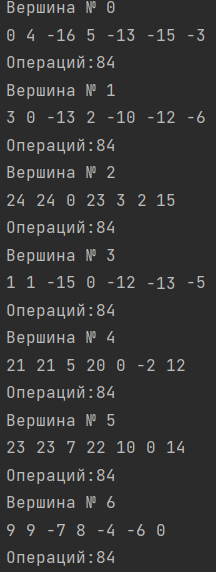 Вершина № 0
0 4 -16 5 -13 -15 -3
Операций:84
Вершина № 1
3 0 -13 2 -10 -12 -6
Операций:84
Вершина № 2
24 24 0 23 3 2 15
Операций:84
Вершина № 3
1 1 -15 0 -12 -13 -5
Операций:84
Вершина № 4
21 21 5 20 0 -2 12
Операций:84
Вершина № 5
23 23 7 22 10 0 14
Операций:84
Вершина № 6
9 9 -7 8 -4 -6 0
Операций:84